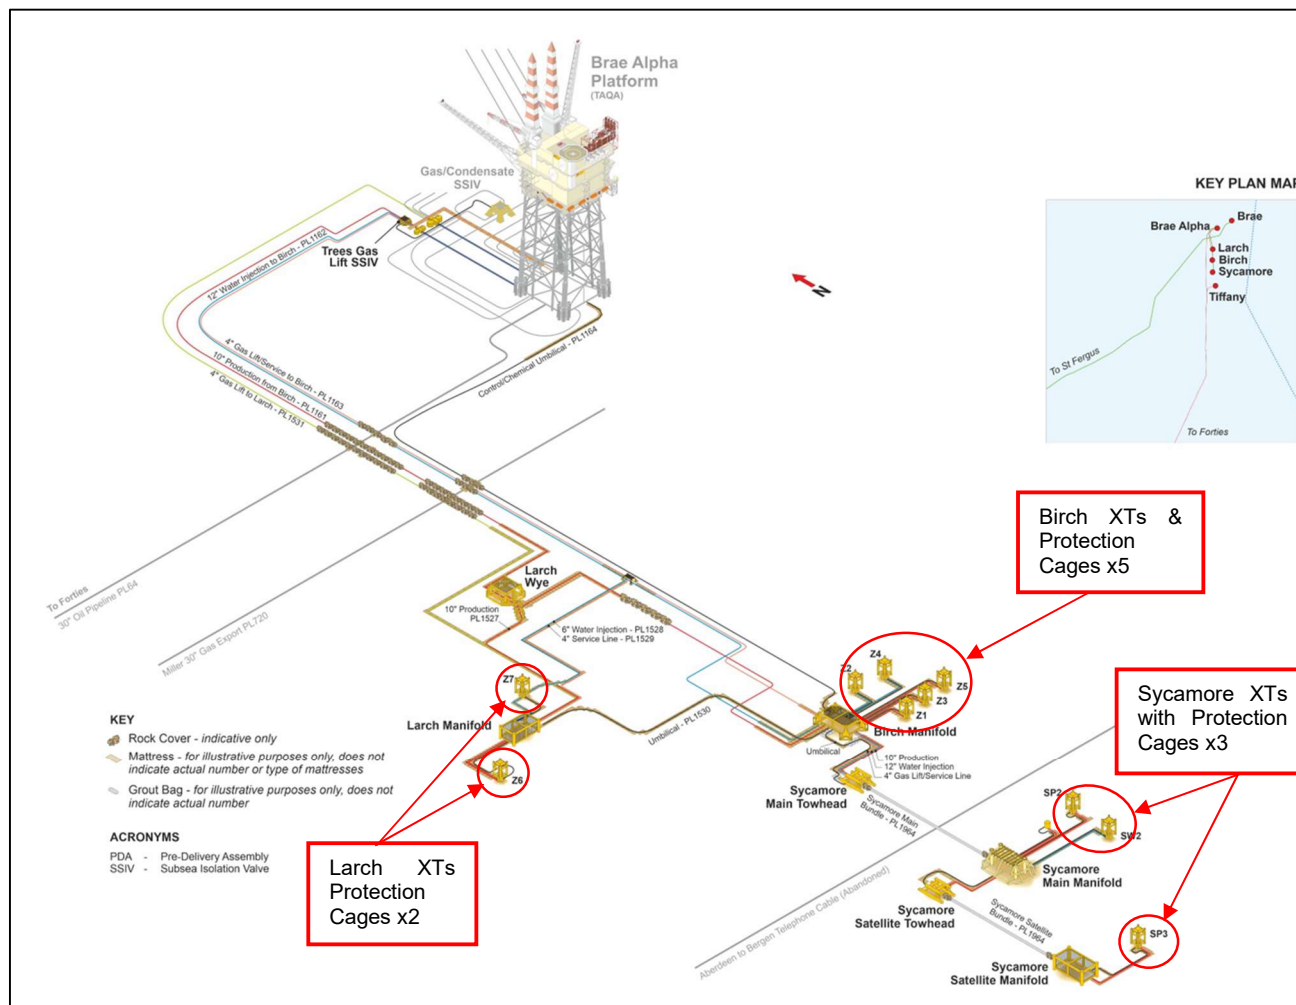 Brae Alpha
Platform
(TAQA)
Gas/Condensate
SSIV
Trees Gas
Lift SSIV
12" Water Injection to Birch - PL1162
4" Gas Lift/Service to Birch - PL1163
10" Production from Birch - PL1161
4" Gas Lift to Larch - PL1531
Control/Chemical Umbilical - PL1164
N
KEY PLAN MAP
Brae Alpha
Brae
Larch
Birch
Sycamore
Tiffany
To St Fergus
To Forties
To Forties
30" Oil Pipeline PL64
Miller 30" Gas Export PL720
Larch
Wye
10" Production
PL1527
6" Water Injection - PL1528
4" Service Line - PL1529
Birch XTs &
Protection
Cages x5
Z2
Z4
Z5
Z3
Z1
Birch Manifold
Umbilical
10" Production
12" Water Injection
4" Gas Lift/Service Line
Z7
Larch Manifold
Z6
Umbilical - PL1530
Sycamore
Main Towhead
Sycamore Main
Bundle - PL1964
Sycamore XTs
with Protection
Cages x3
SP2
SW2
Sycamore
Main Manifold
Sycamore
Satellite Towhead
Sycamore Satellite
Bundle - PL1964
SP3
Sycamore
Satellite Manifold
Aberdeen to Bergen Telephone Cable (Abandoned)
KEY
Rock Cover - indicative only
Mattress - for illustrative purposes only, does not
indicate actual number or type of mattresses
Grout Bag - for illustrative purposes only, does not
indicate actual number
ACRONYMS
PDA - Pre-Delivery Assembly
SSIV - Subsea Isolation Valve
Larch XTs
Protection
Cages x2